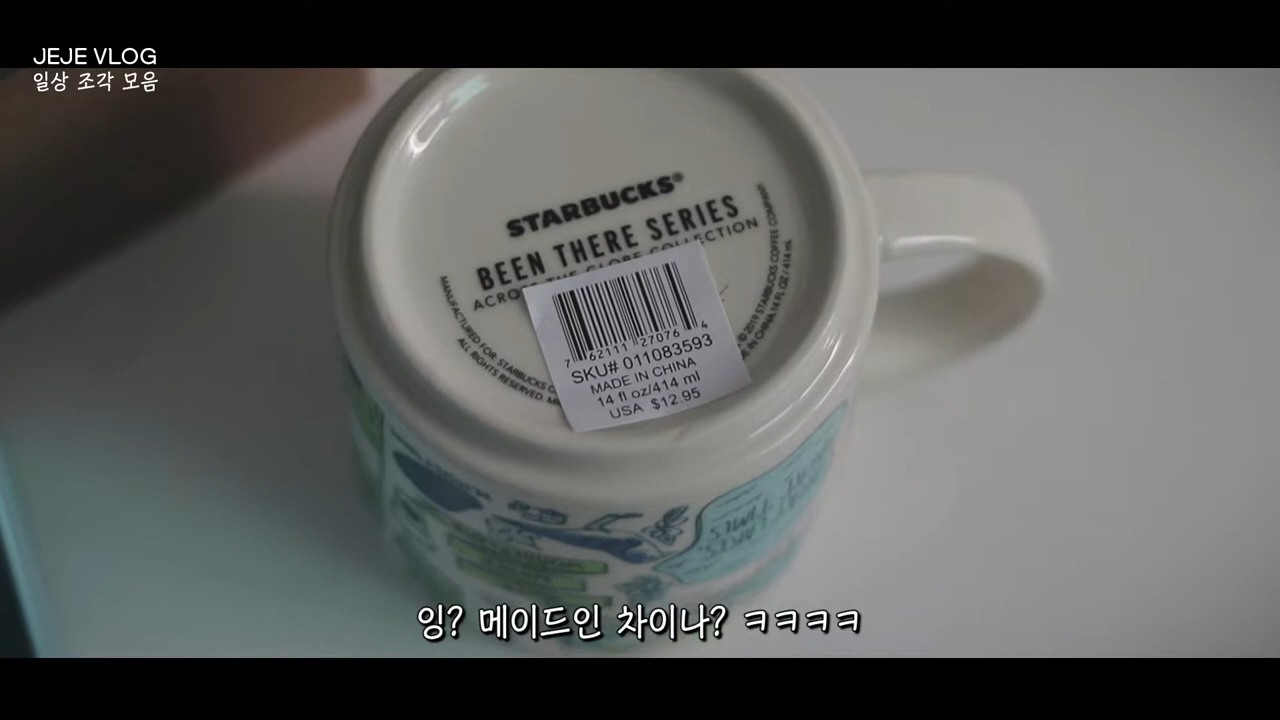 JEJE VLOG
일상 조각 모음
STARBUCKS®
BEEN THERE SERIES
ACROSS THE GLOBE COLLECTION
MANUFACTURED FOR STARBUCKS
ALL RIGHTS RESERVED.
© 2019 STARBUCKS COFFEE COMPANY.
IN CHINA. 14 FL OZ / 414 mL
7 62111 27076 4
SKU# 011083593
MADE IN CHINA
14 fl oz/414 ml
USA $12.95
잉? 메이드인 차이나? ㅋㅋㅋㅋ